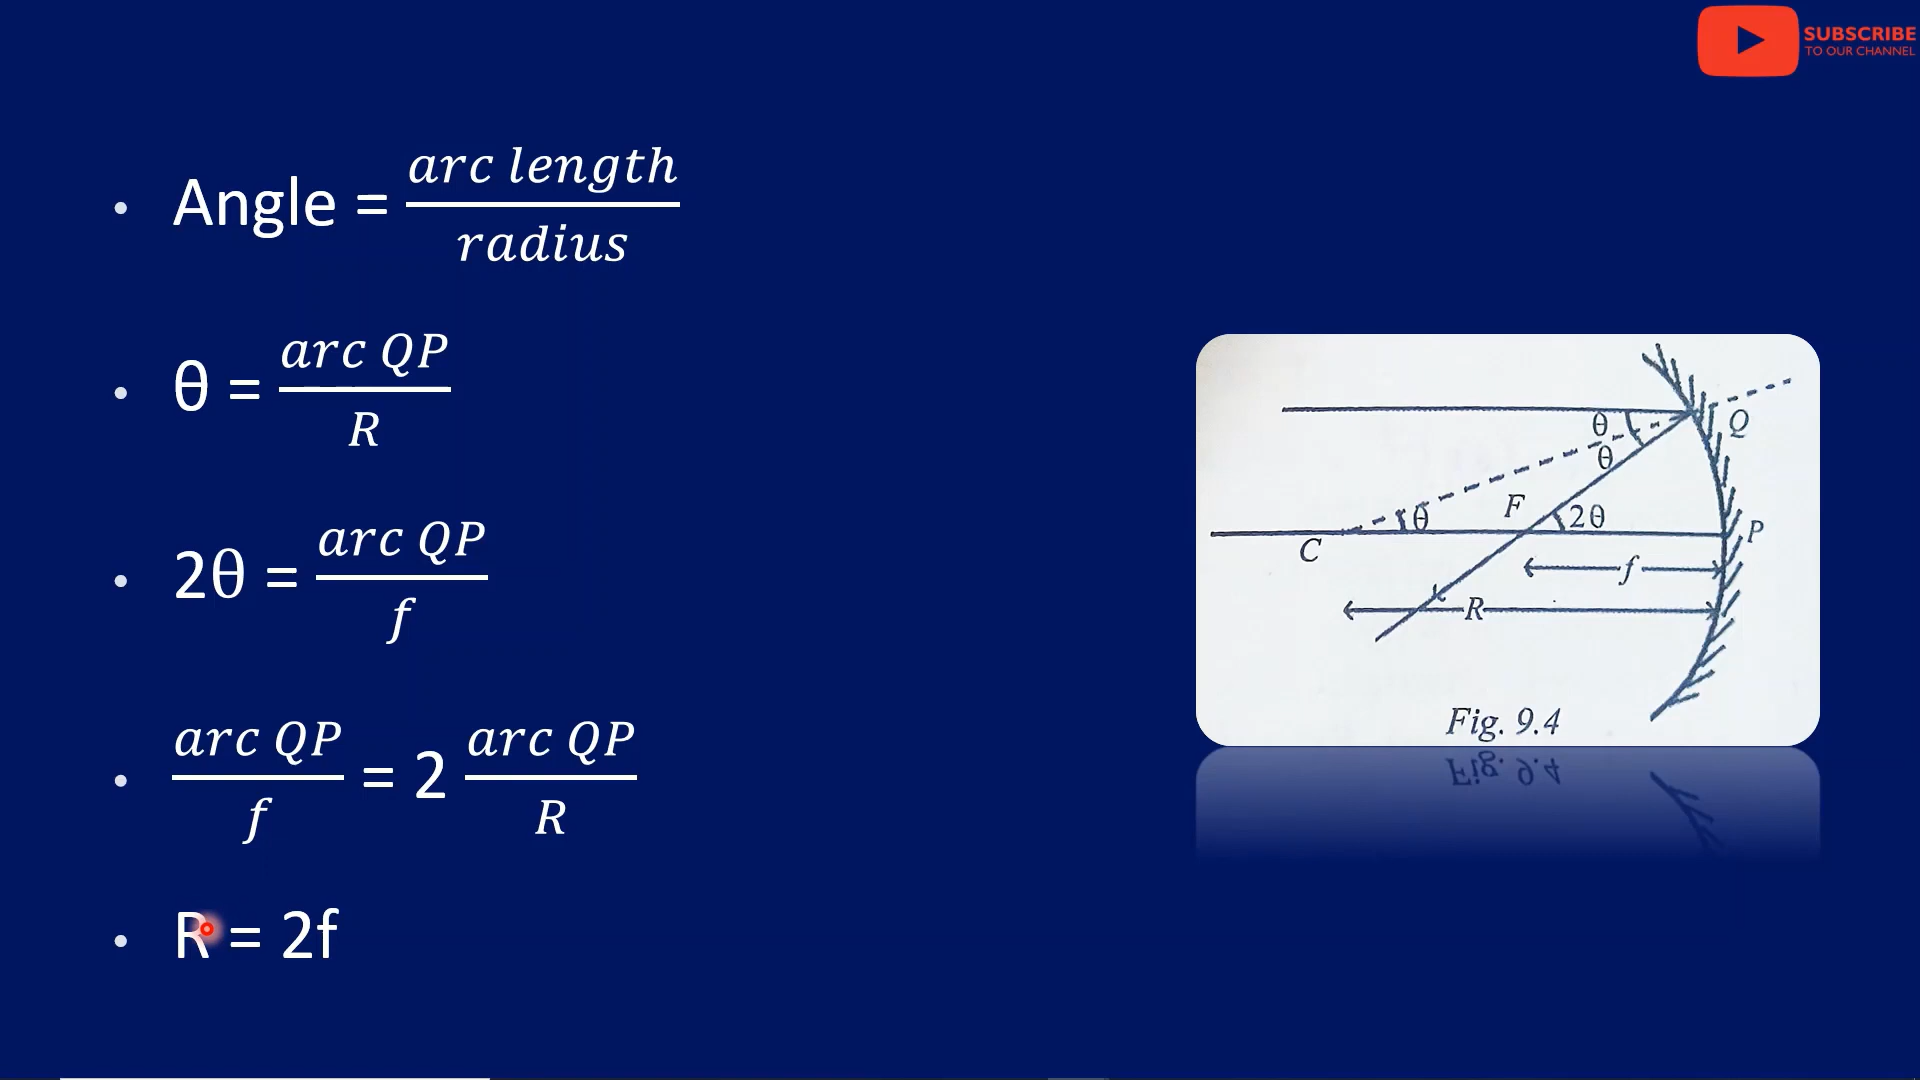 SUBSCRIBE
TO OUR CHANNEL
• Angle = arc length / radius
• θ = arc QP / R
• 2θ = arc QP / f
• arc QP / f = 2 arc QP / R
• R = 2f
θ
Q
θ
F
θ
2θ
P
C
f
R
Fig. 9.4